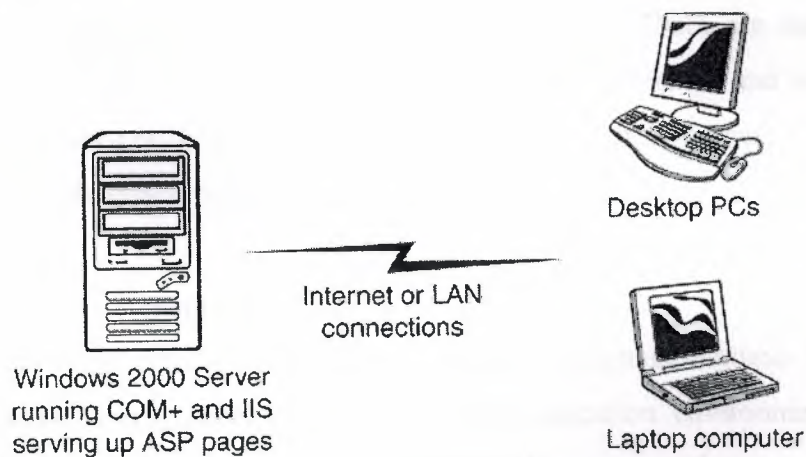 Desktop PCs
Internet or LAN
connections
Windows 2000 Server
running COM+ and IIS
serving up ASP pages
Laptop computer